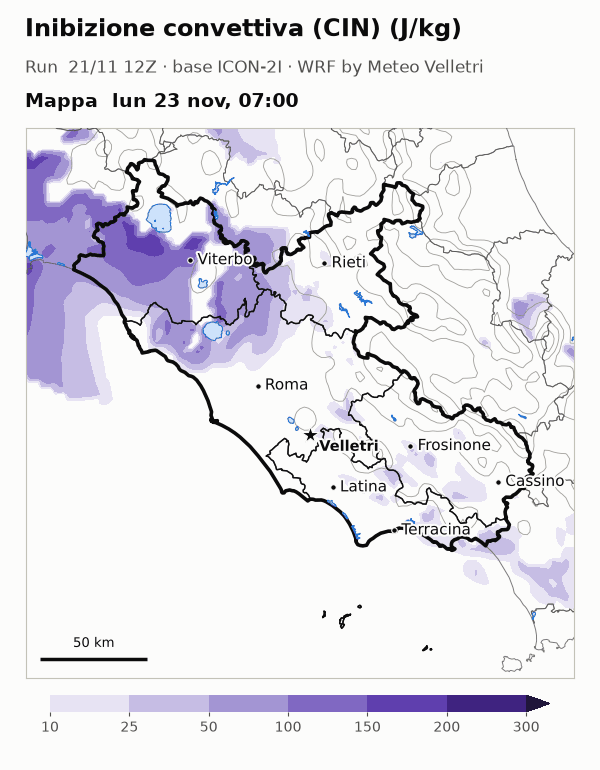 Inibizione convettiva (CIN) (J/kg)
Run 21/11 12Z · base ICON-2I · WRF by Meteo Velletri
Mappa lun 23 nov, 07:00
Viterbo
Rieti
Roma
Velletri
Frosinone
Cassino
Latina
Terracina
50 km
10 25 50 100 150 200 300